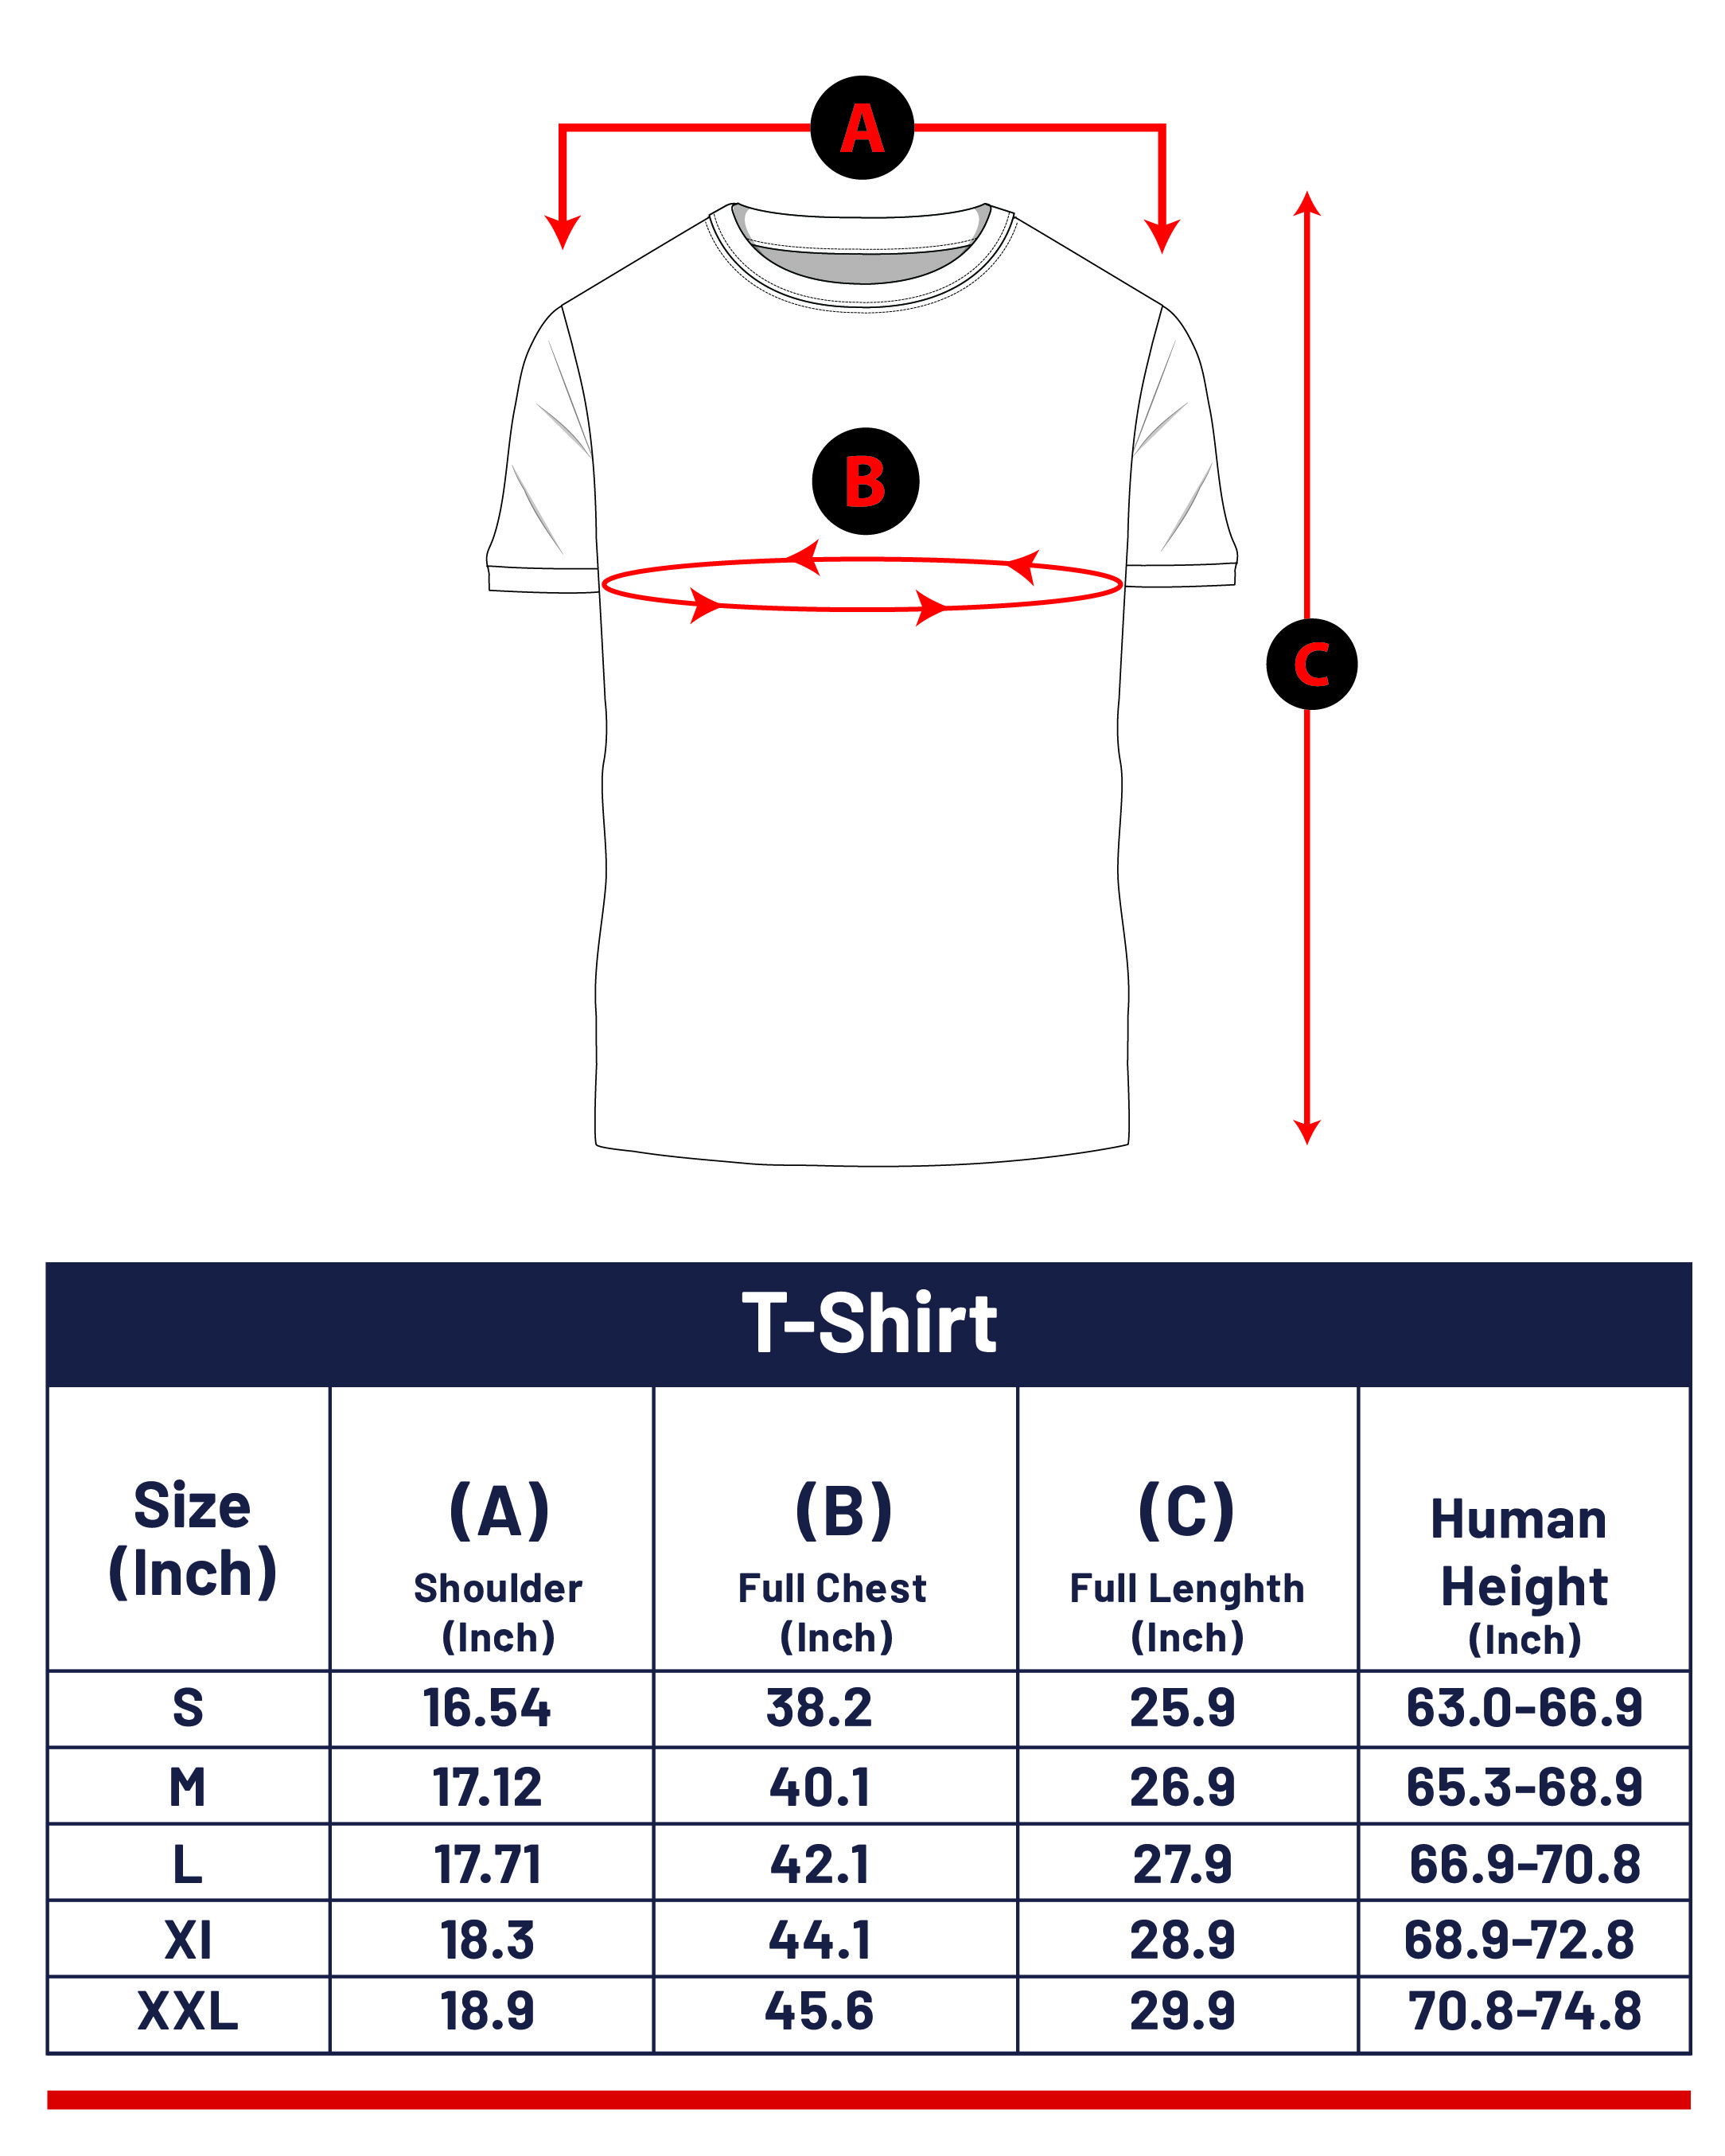 A
B
C
T-Shirt
Size
(Inch)
(A)
Shoulder
(Inch)
(B)
Full Chest
(Inch)
(C)
Full Lenghth
(Inch)
Human
Height
(Inch)
S 16.54 38.2 25.9 63.0-66.9
M 17.12 40.1 26.9 65.3-68.9
L 17.71 42.1 27.9 66.9-70.8
Xl 18.3 44.1 28.9 68.9-72.8
XXL 18.9 45.6 29.9 70.8-74.8